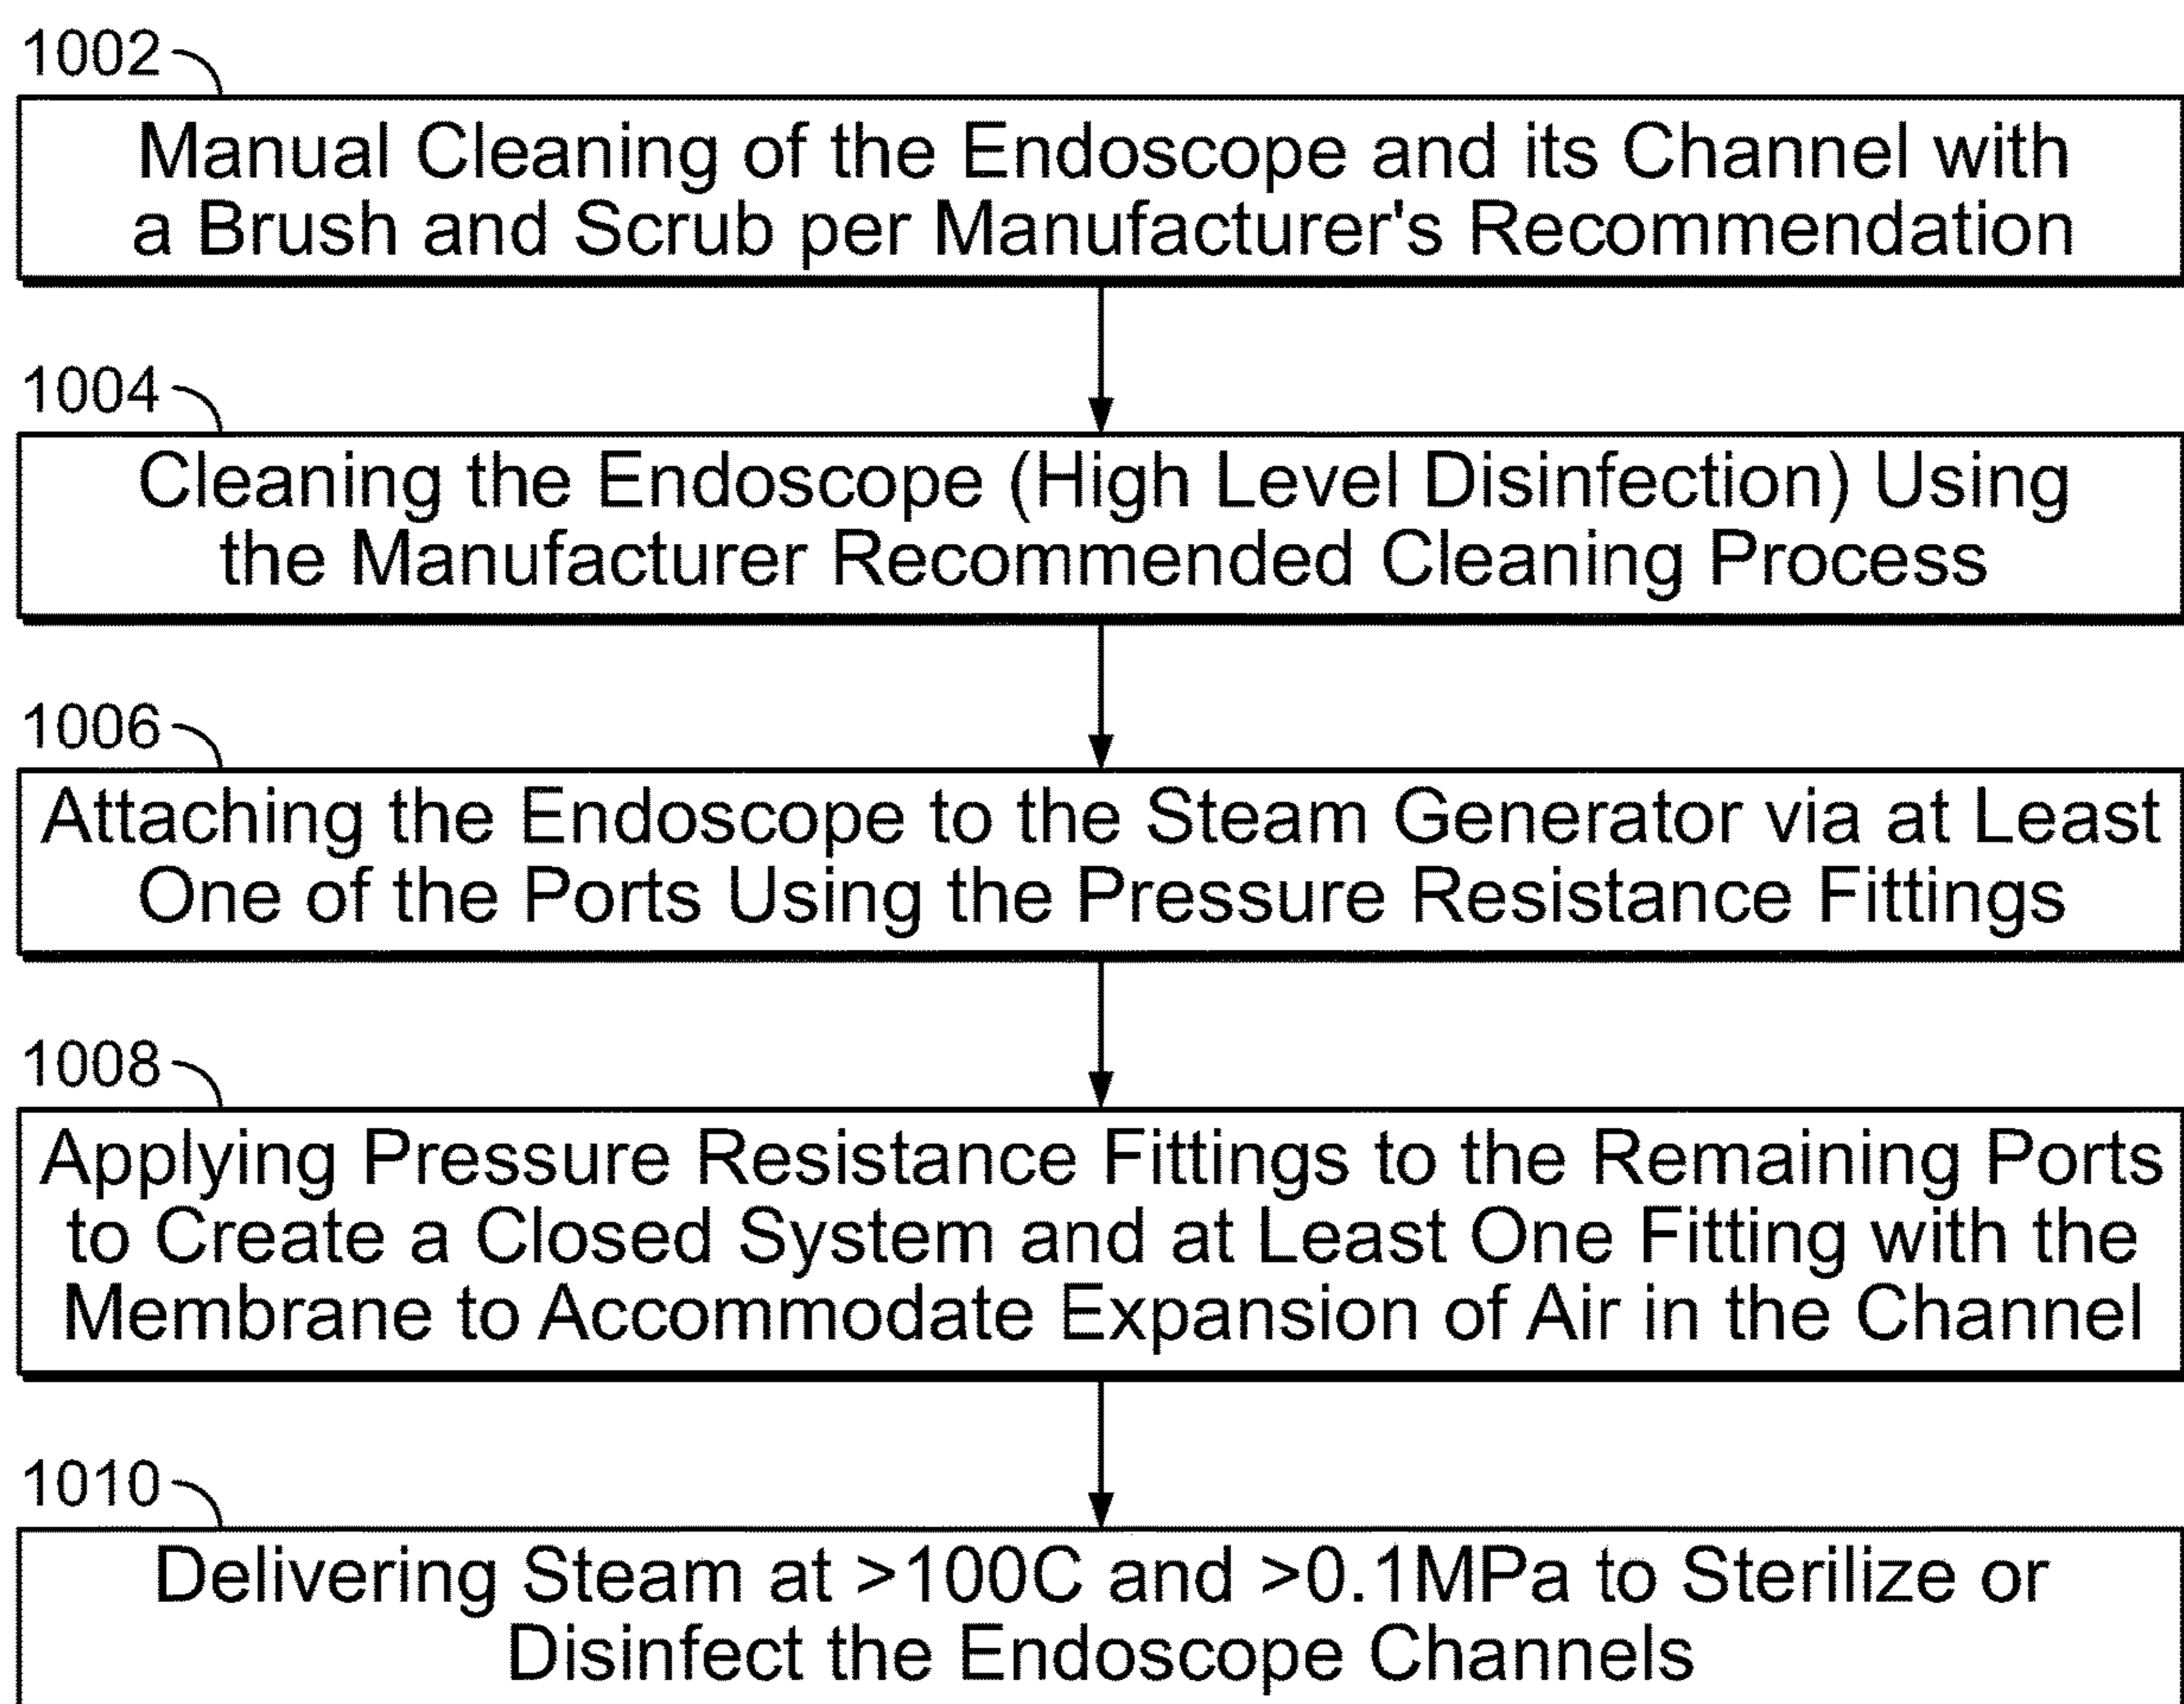 1002
Manual Cleaning of the Endoscope and its Channel with
a Brush and Scrub per Manufacturer's Recommendation
1004
Cleaning the Endoscope (High Level Disinfection) Using
the Manufacturer Recommended Cleaning Process
1006
Attaching the Endoscope to the Steam Generator via at Least
One of the Ports Using the Pressure Resistance Fittings
1008
Applying Pressure Resistance Fittings to the Remaining Ports
to Create a Closed System and at Least One Fitting with the
Membrane to Accommodate Expansion of Air in the Channel
1010
Delivering Steam at >100C and >0.1MPa to Sterilize or
Disinfect the Endoscope Channels